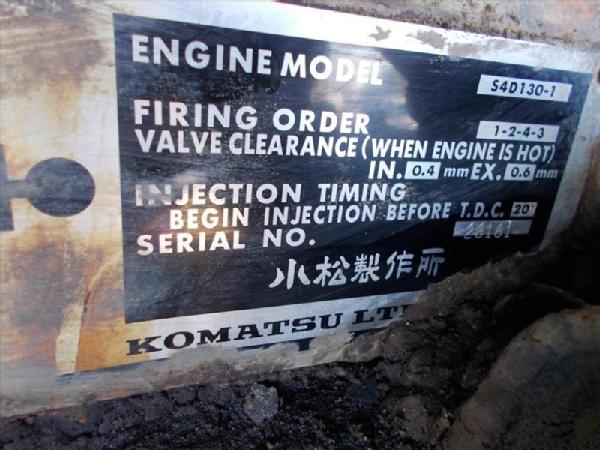 ENGINE MODEL S4D130-1
FIRING ORDER 1-2-4-3
VALVE CLEARANCE (WHEN ENGINE IS HOT)
IN. 0.4 mm EX. 0.6 mm
INJECTION TIMING
BEGIN INJECTION BEFORE T.D.C. 20°
SERIAL NO.
小松製作所
KOMATSU LT